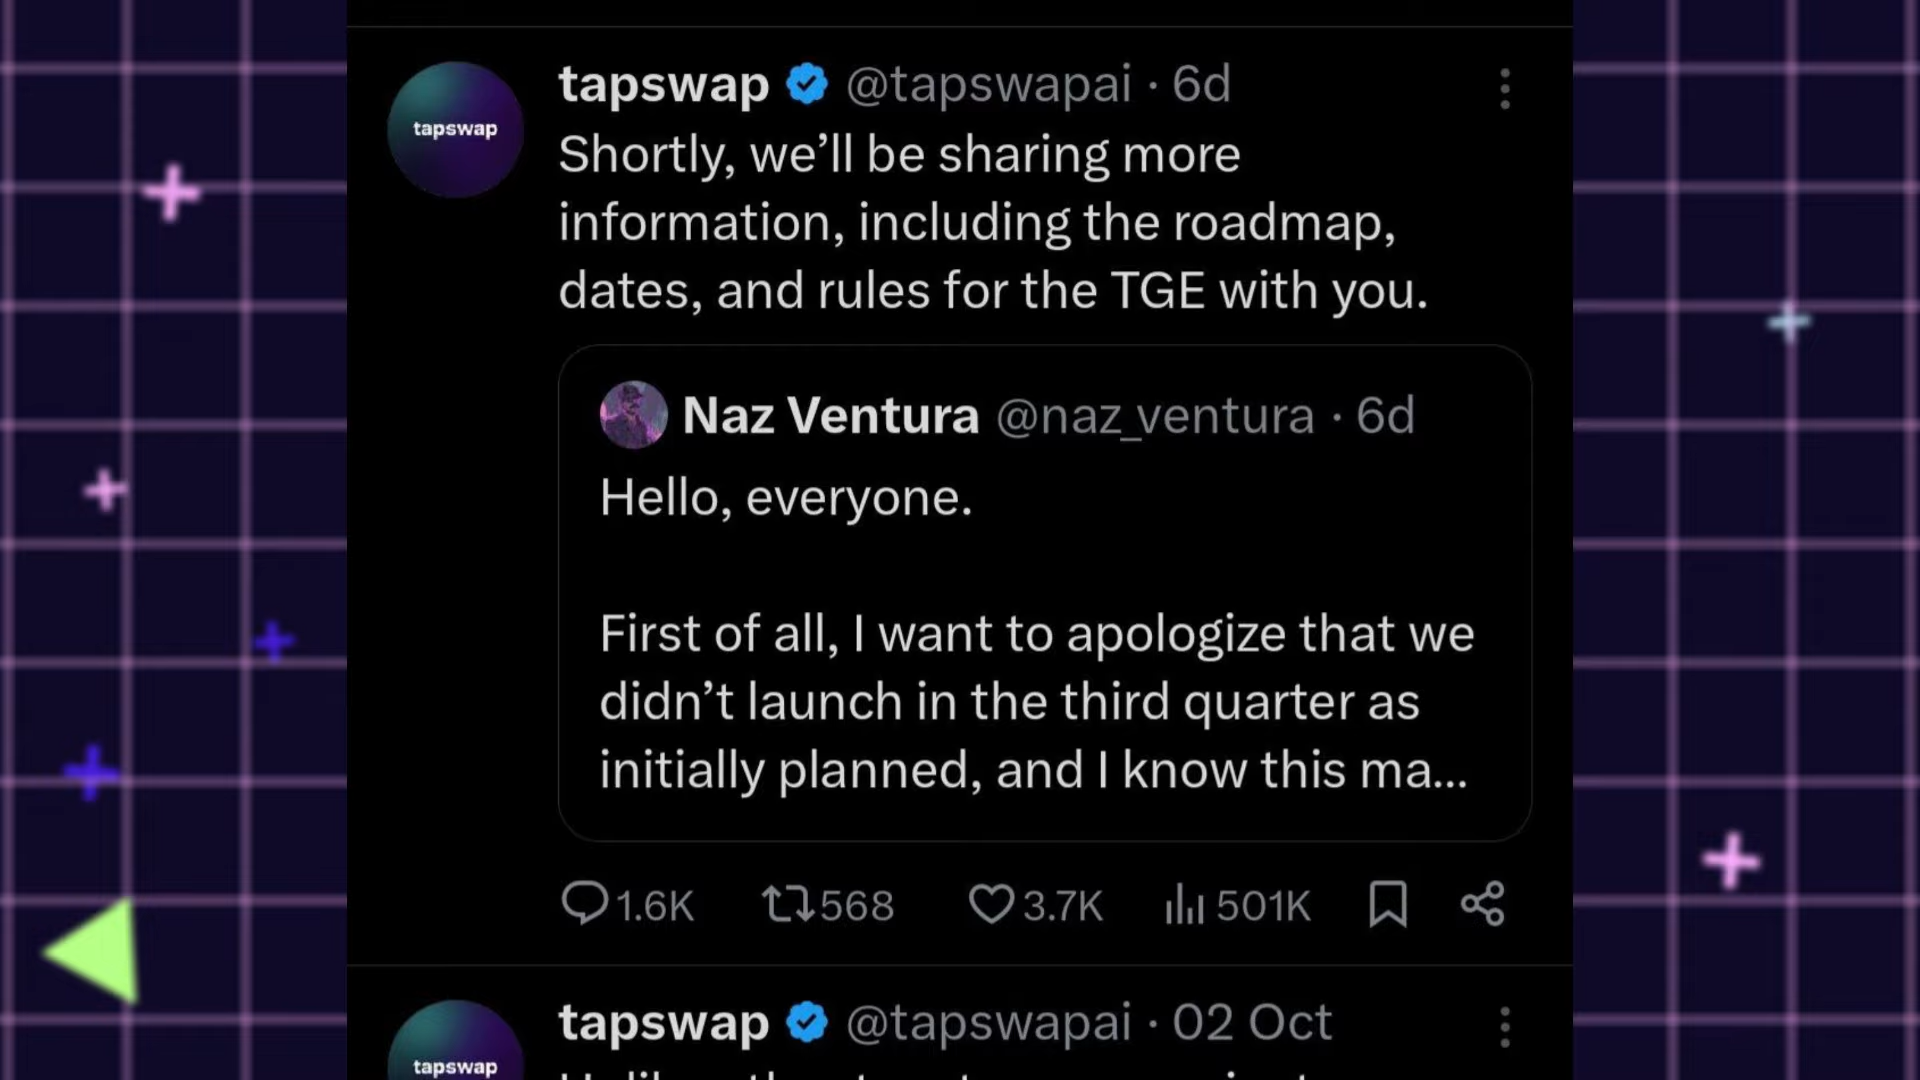 tapswap @tapswapai · 6d
tapswap
Shortly, we’ll be sharing more
information, including the roadmap,
dates, and rules for the TGE with you.
Naz Ventura @naz_ventura · 6d
Hello, everyone.
First of all, I want to apologize that we
didn’t launch in the third quarter as
initially planned, and I know this ma...
1.6K 568 3.7K 501K
tapswap @tapswapai · 02 Oct
tapswap